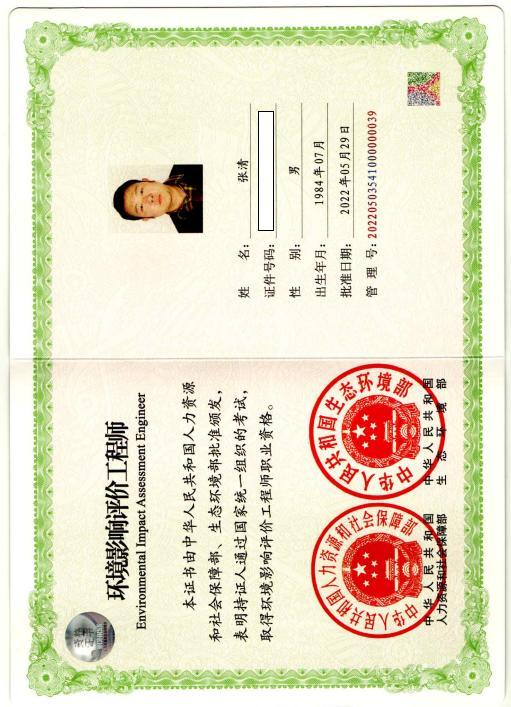 环境影响评价工程师
Environmental Impact Assessment Engineer
本证书由中华人民共和国人力资源
和社会保障部、生态环境部批准颁发，
表明持证人通过国家统一组织的考试，
取得环境影响评价工程师职业资格。
中华人民共和国人力资源和社会保障部
中华人民共和国
人力资源和社会保障部
中华人民共和国生态环境部
中华人民共和国
生态环境部
姓 名： 张清
证件号码：
性 别： 男
出生年月： 1984年07月
批准日期： 2022年05月29日
管 理 号： 20220503541000000039